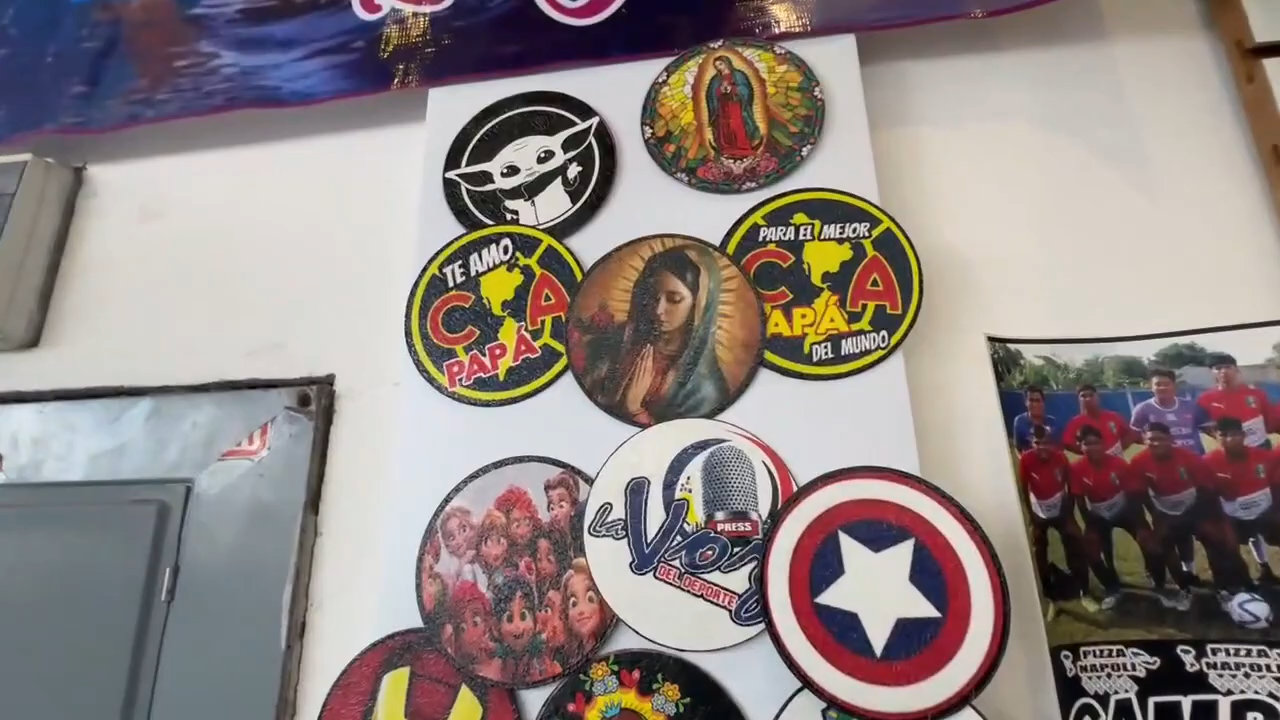 TE AMO
C A
PAPÁ
PARA EL MEJOR
C A
PAPÁ
DEL MUNDO
La Voz
PRESS
DEL DEPORTE
PIZZA
NAPOLI
PIZZA
NAPOLI